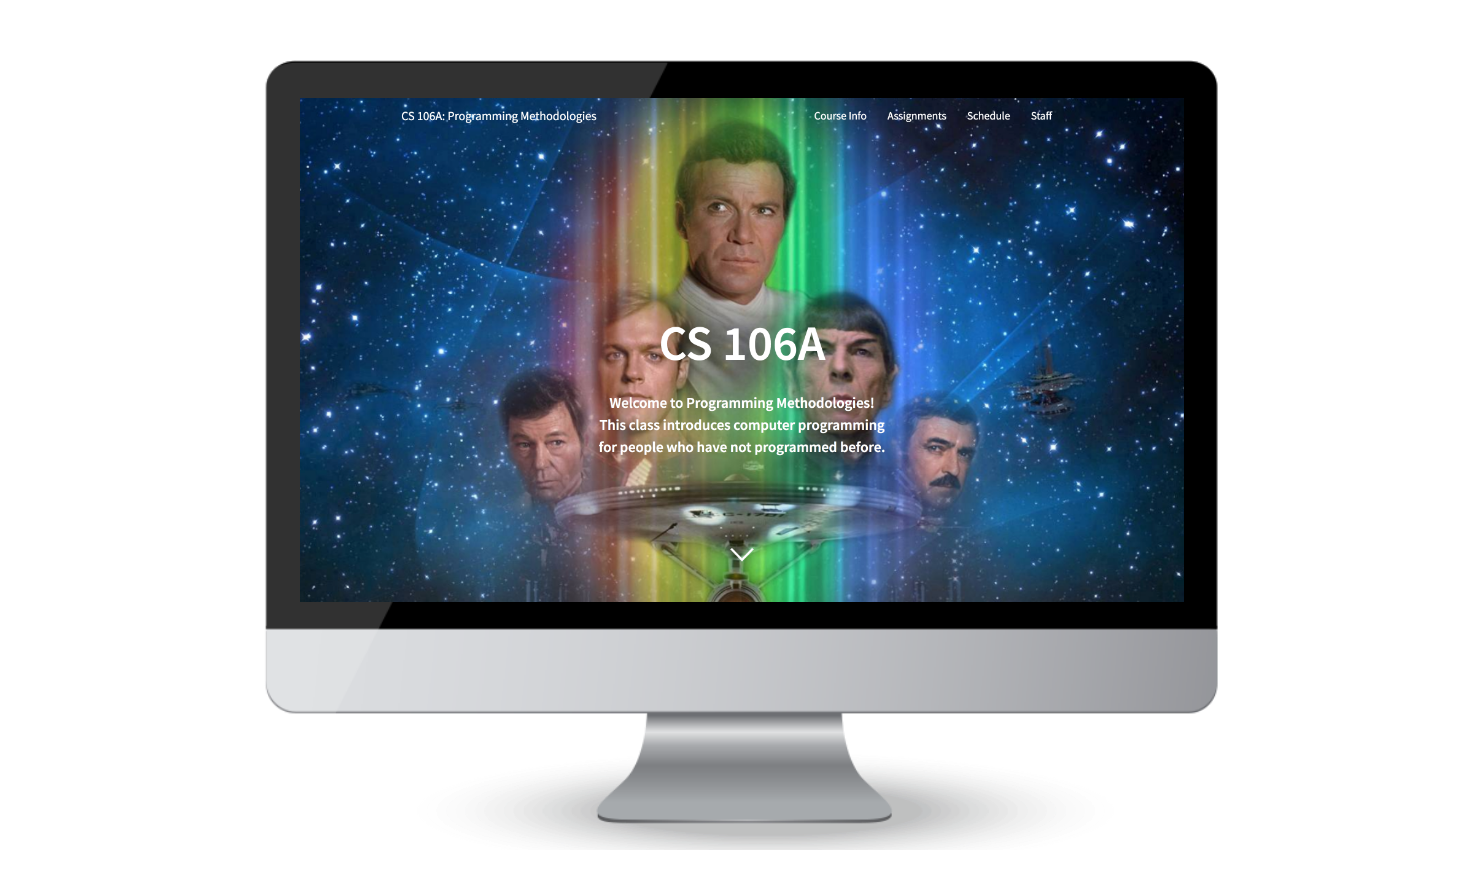 CS 106A: Programming Methodologies
Course Info Assignments Schedule Staff
CS 106A
Welcome to Programming Methodologies!
This class introduces computer programming
for people who have not programmed before.